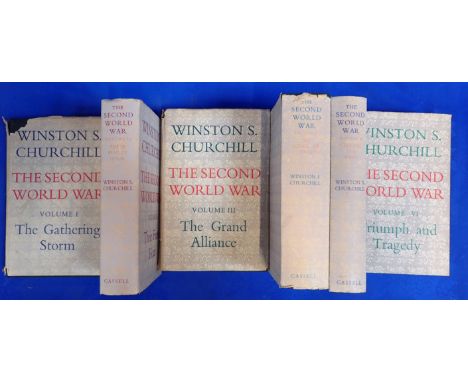 WINSTON S.
CHURCHILL
THE SECOND
WORLD WAR
VOLUME I
The Gathering
Storm
THE
SECOND
WORLD
WAR
WINSTON S.
CHURCHILL
CASSELL
WINSTON S.
CHURCHILL
THE SECOND
WORLD WAR
VOLUME III
The Grand
Alliance
THE
SECOND
WORLD
WAR
WINSTON S.
CHURCHILL
CASSELL
THE
SECOND
WORLD
WAR
WINSTON S.
CHURCHILL
CASSELL
WINSTON S.
CHURCHILL
THE SECOND
WORLD WAR
VOLUME VI
Triumph and
Tragedy